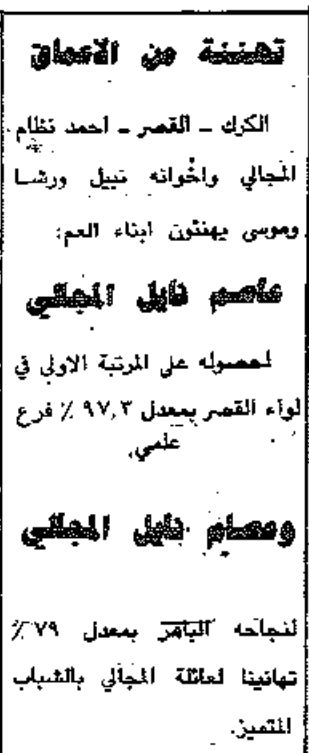 تهنئة من الاعماق
الكرك ـ القصر ـ احمد نظام
المجالي واخوانه نبيل ورشا
وموسى يهنئون ابناء العم:
عاصم نايل المجالي
لحصوله على المرتبة الاولى في
لواء القصر بمعدل ٩٧,٣ ٪ فرع
علمي.
وعصام نايل المجالي
لنجاحه الباهر بمعدل ٧٩٪
تهانينا لعائلة المجالي بالشباب
المتميز.